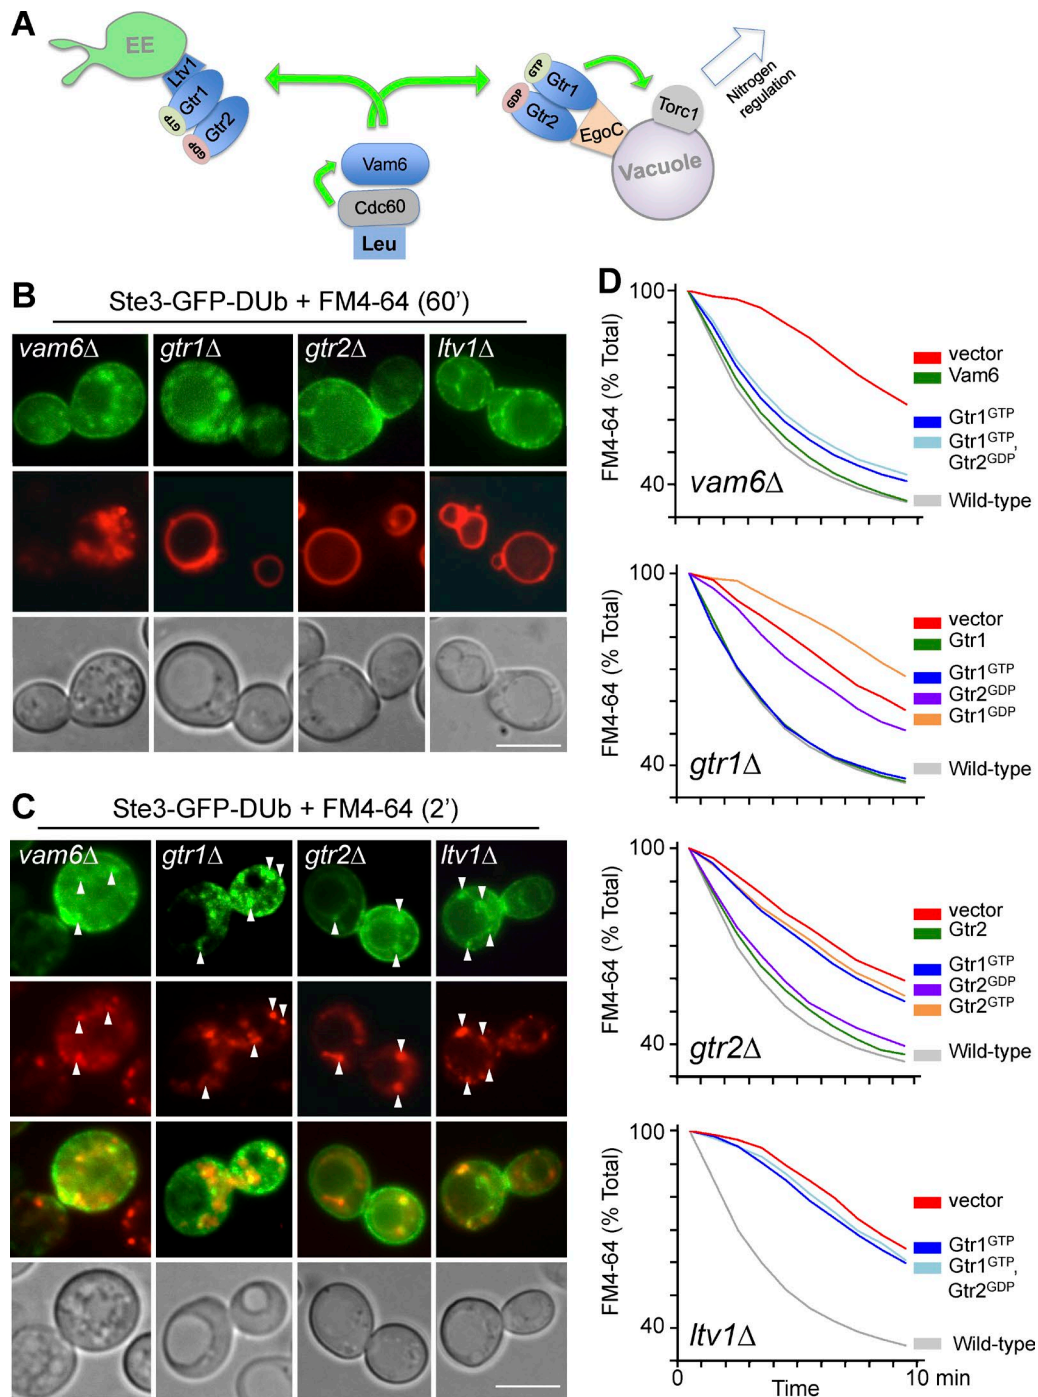 A
EE
Ltv1
Gtr1
Gtr2
GTP
GDP
Vam6
Cdc60
Leu
GTP
GDP
Gtr1
Gtr2
EgoC
Torc1
Vacuole
Nitrogen
regulation
B
Ste3-GFP-DUb + FM4-64 (60’)
vam6Δ gtr1Δ gtr2Δ ltv1Δ
C
Ste3-GFP-DUb + FM4-64 (2’)
vam6Δ gtr1Δ gtr2Δ ltv1Δ
D
FM4-64 (% Total)
100
40
vam6Δ
vector
Vam6
Gtr1GTP
Gtr1GTP,
Gtr2GDP
Wild-type
FM4-64 (% Total)
100
40
gtr1Δ
vector
Gtr1
Gtr1GTP
Gtr2GDP
Gtr1GDP
Wild-type
FM4-64 (% Total)
100
40
gtr2Δ
vector
Gtr2
Gtr1GTP
Gtr2GDP
Gtr2GTP
Wild-type
FM4-64 (% Total)
100
40
ltv1Δ
vector
Gtr1GTP
Gtr1GTP,
Gtr2GDP
Wild-type
0 Time 10 min